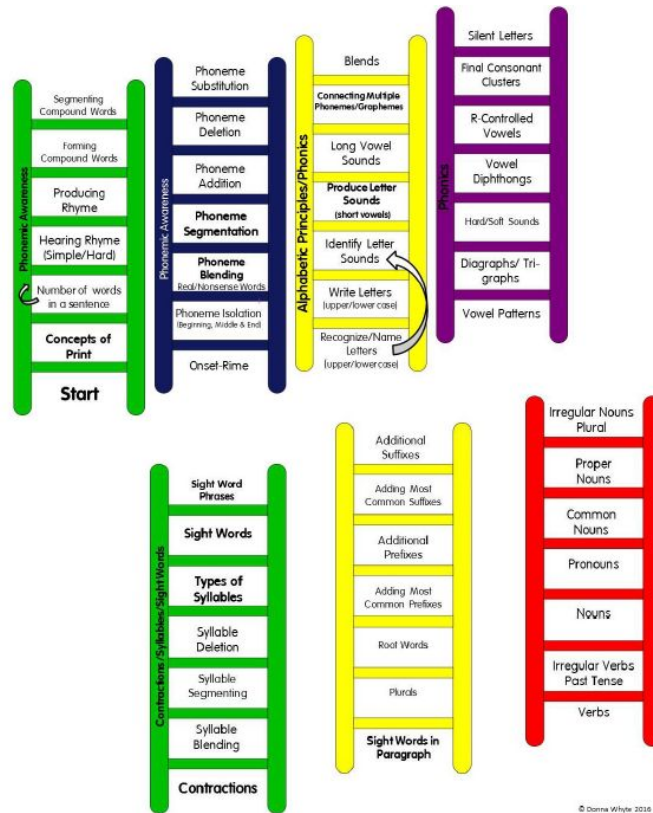 Segmenting
Compound Words
Forming
Compound Words
Producing
Rhyme
Hearing Rhyme
(Simple/Hard)
Number of words
in a sentence
Concepts of
Print
Start
Phonemic Awareness
Phoneme
Substitution
Phoneme
Deletion
Phoneme
Addition
Phoneme
Segmentation
Phoneme
Blending
Real/Nonsense Words
Phoneme Isolation
(Beginning, Middle & End)
Onset-Rime
Phonemic Awareness
Blends
Connecting Multiple
Phonemes/Graphemes
Long Vowel
Sounds
Produce Letter
Sounds
(short vowels)
Identify Letter
Sounds
Write Letters
(upper/lower case)
Recognize/Name
Letters
(upper/lower case)
Alphabetic Principles/Phonics
Silent Letters
Final Consonant
Clusters
R-Controlled
Vowels
Vowel
Diphthongs
Hard/Soft Sounds
Diagraphs/ Tri-
graphs
Vowel Patterns
Phonics
Sight Word
Phrases
Sight Words
Types of
Syllables
Syllable
Deletion
Syllable
Segmenting
Syllable
Blending
Contractions
Contractions/Syllables/Sight Words
Additional
Suffixes
Adding Most
Common Suffixes
Additional
Prefixes
Adding Most
Common Prefixes
Root Words
Plurals
Sight Words in
Paragraph
Irregular Nouns
Plural
Proper
Nouns
Common
Nouns
Pronouns
Nouns
Irregular Verbs
Past Tense
Verbs
© Donna Whyte 2016